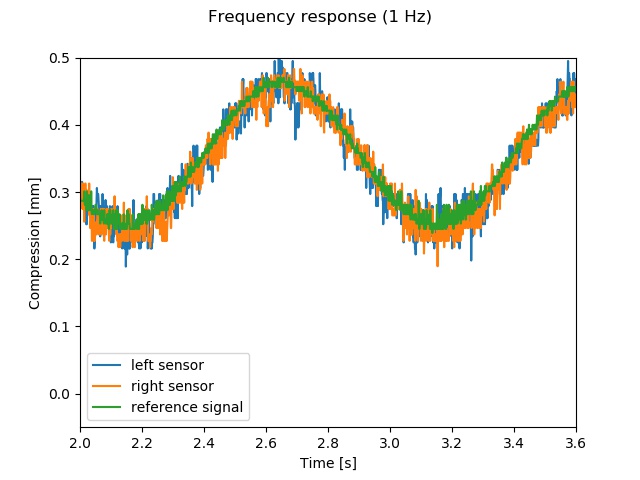 Frequency response (1 Hz)
0.5
0.4
0.3
0.2
0.1
0.0
Compression [mm]
left sensor
right sensor
reference signal
2.0 2.2 2.4 2.6 2.8 3.0 3.2 3.4 3.6
Time [s]